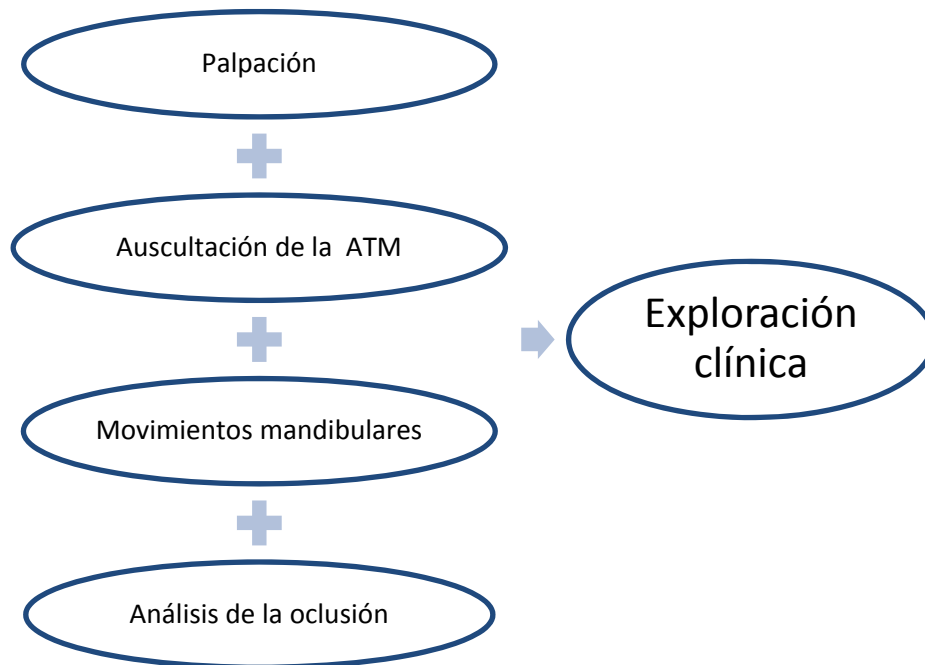 Palpación
Auscultación de la  ATM
Movimientos mandibulares
Análisis de la oclusión
Exploración
clínica